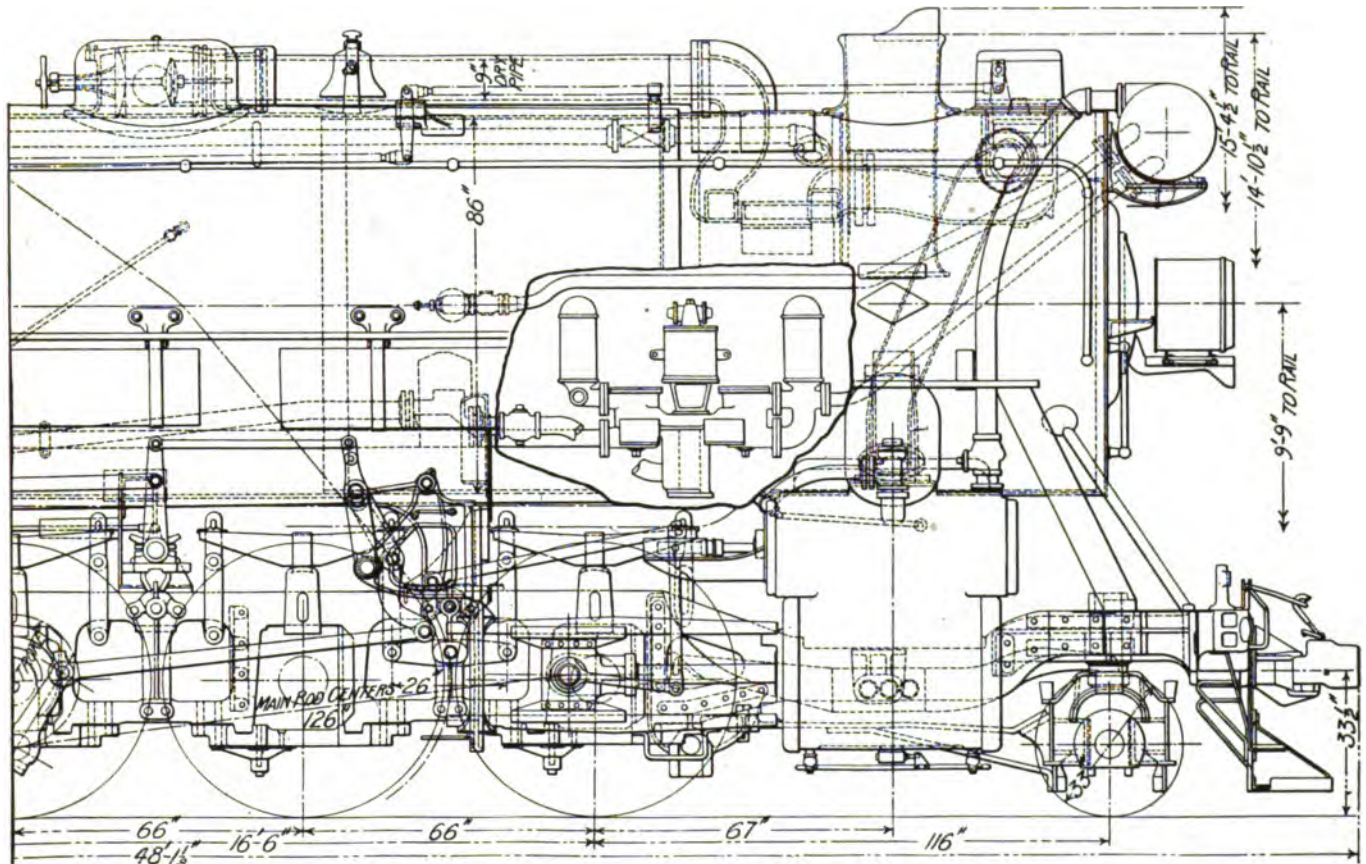 9"
DRY
PIPE
86"
15'-4½" TO RAIL
14'-10½" TO RAIL
9'-9" TO RAIL
MAIN ROD CENTERS-26
126"
33"
33½"
66"
16'-6"
66"
67"
116"
48'-1½"